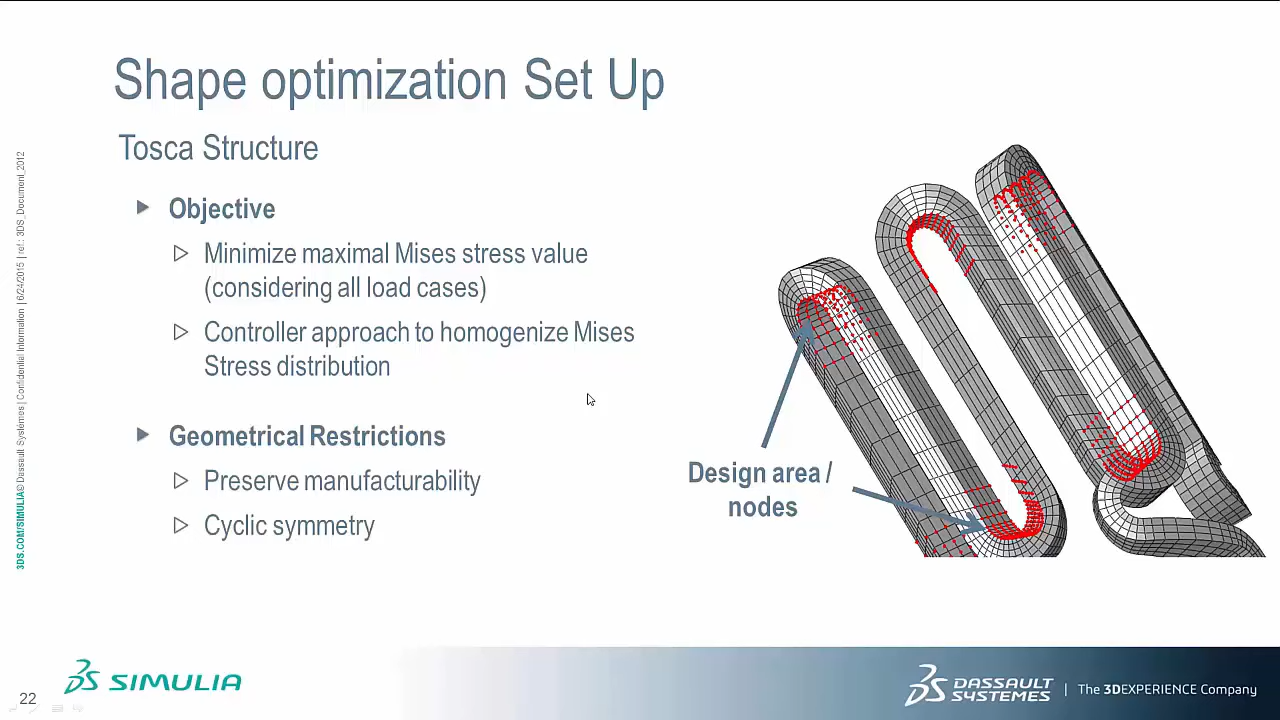 Shape optimization Set Up
Tosca Structure
Objective
Minimize maximal Mises stress value
(considering all load cases)
Controller approach to homogenize Mises
Stress distribution
Geometrical Restrictions
Preserve manufacturability
Cyclic symmetry
Design area /
nodes
3DS.COM/SIMULIA© Dassault Systèmes | Confidential Information | 6/24/2015 | ref.: 3DS_Document_2012
22
SIMULIA
DASSAULT
SYSTEMES
| The 3DEXPERIENCE Company